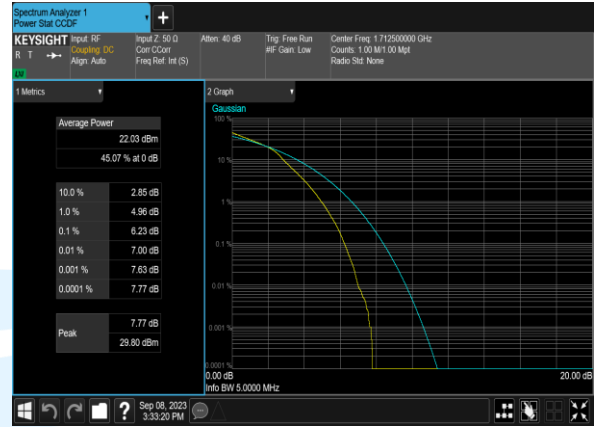 Spectrum Analyzer 1
Power Stat CCDF
+
KEYSIGHT
R T
LXI
Input: RF
Coupling: DC
Align: Auto
Input Z: 50 Ω
Corr CCorr
Freq Ref: Int (S)
Atten: 40 dB
Trig: Free Run
#IF Gain: Low
Center Freq: 1.712500000 GHz
Counts: 1.00 M/1.00 Mpt
Radio Std: None
1 Metrics
Average Power
22.03 dBm
45.07 % at 0 dB
10.0 % 2.85 dB
1.0 % 4.96 dB
0.1 % 6.23 dB
0.01 % 7.00 dB
0.001 % 7.63 dB
0.0001 % 7.77 dB
Peak
7.77 dB
29.80 dBm
2 Graph
Gaussian
100 %
10 %
1 %
0.1 %
0.01 %
0.001 %
0.0001 %
0.00 dB 20.00 dB
Info BW 5.0000 MHz
?
Sep 08, 2023
3:33:20 PM